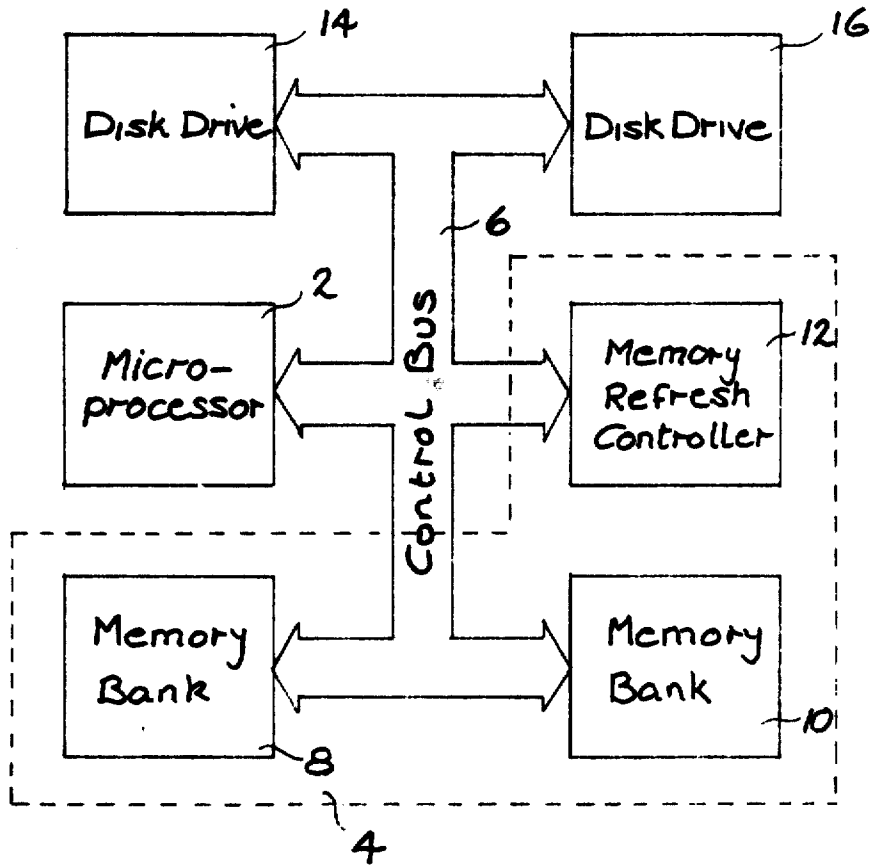 14
16
Disk Drive
Disk Drive
6
2
Micro-
processor
Control Bus
12
Memory
Refresh
Controller
Memory
Bank
8
Memory
Bank
10
4